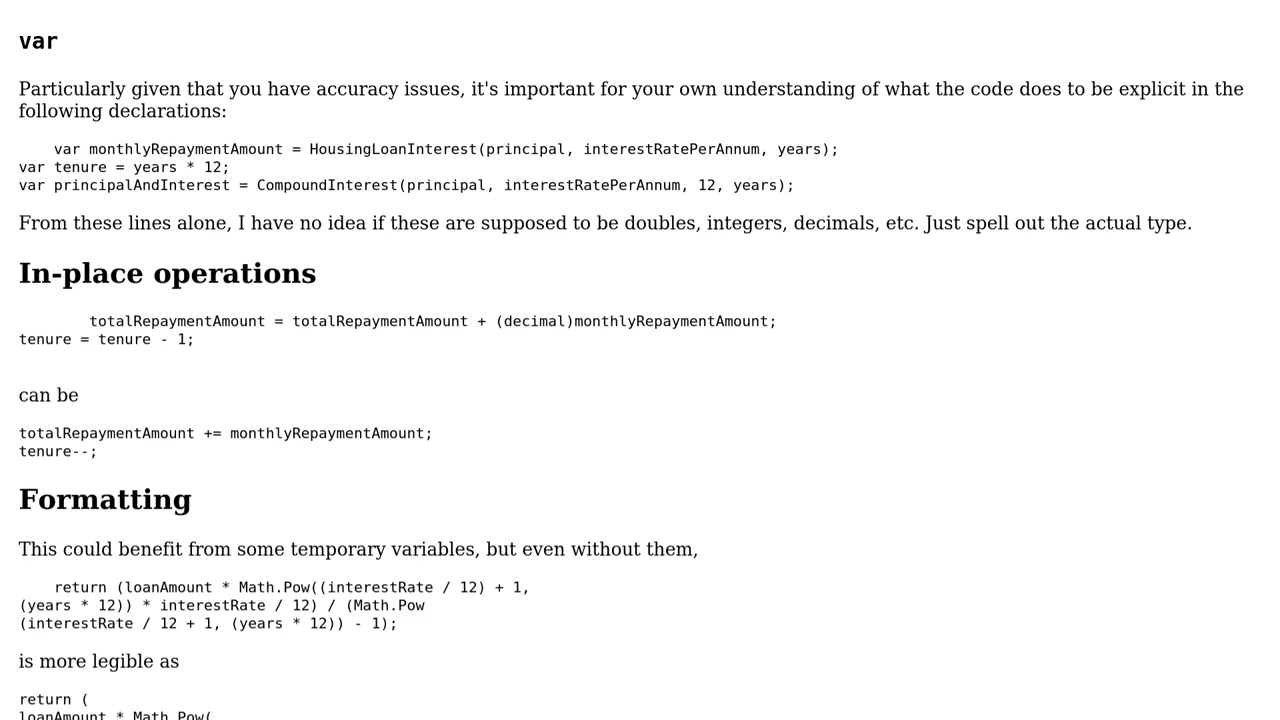 var
Particularly given that you have accuracy issues, it's important for your own understanding of what the code does to be explicit in the
following declarations:
var monthlyRepaymentAmount = HousingLoanInterest(principal, interestRatePerAnnum, years);
var tenure = years * 12;
var principalAndInterest = CompoundInterest(principal, interestRatePerAnnum, 12, years);
From these lines alone, I have no idea if these are supposed to be doubles, integers, decimals, etc. Just spell out the actual type.
In-place operations
totalRepaymentAmount = totalRepaymentAmount + (decimal)monthlyRepaymentAmount;
tenure = tenure - 1;
can be
totalRepaymentAmount += monthlyRepaymentAmount;
tenure--;
Formatting
This could benefit from some temporary variables, but even without them,
return (loanAmount * Math.Pow((interestRate / 12) + 1,
(years * 12)) * interestRate / 12) / (Math.Pow
(interestRate / 12 + 1, (years * 12)) - 1);
is more legible as
return (
loanAmount * Math.Pow(